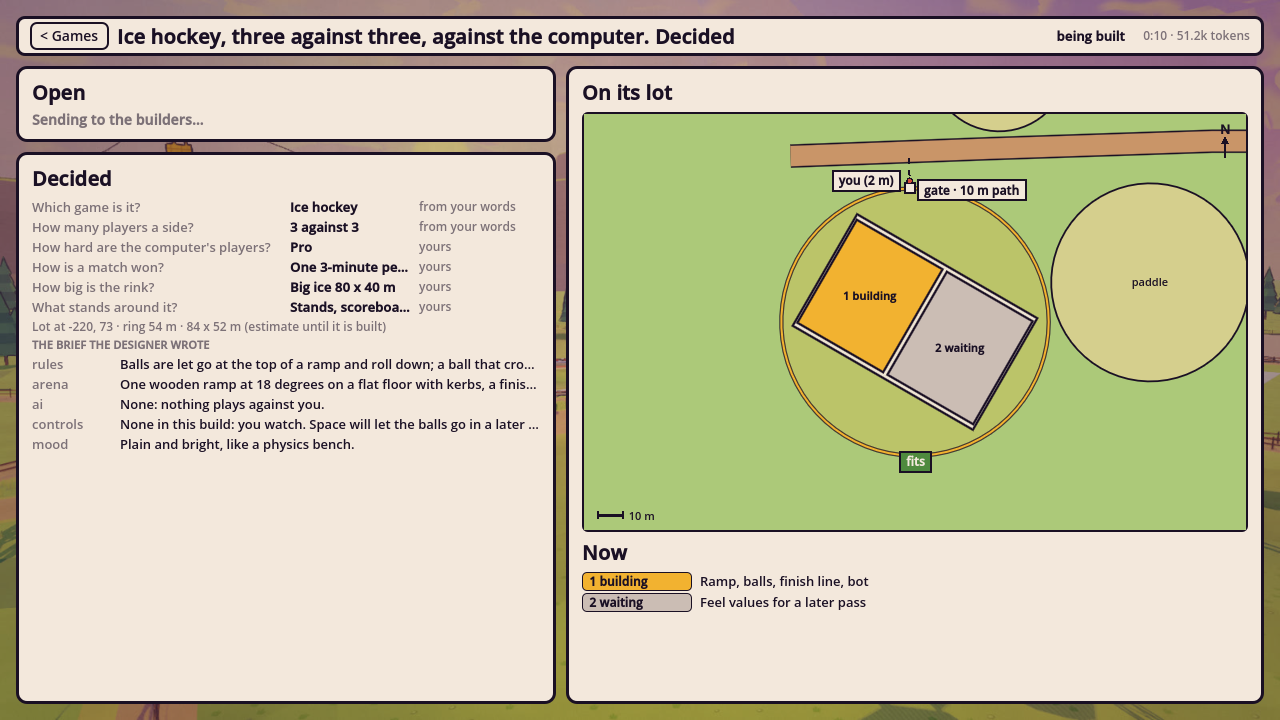 < Games
Ice hockey, three against three, against the computer. Decided
being built
0:10 · 51.2k tokens
Open
Sending to the builders...
Decided
Which game is it? Ice hockey from your words
How many players a side? 3 against 3 from your words
How hard are the computer's players? Pro yours
How is a match won? One 3-minute pe... yours
How big is the rink? Big ice 80 x 40 m yours
What stands around it? Stands, scoreboa... yours
Lot at -220, 73 · ring 54 m · 84 x 52 m (estimate until it is built)
THE BRIEF THE DESIGNER WROTE
rules Balls are let go at the top of a ramp and roll down; a ball that cro...
arena One wooden ramp at 18 degrees on a flat floor with kerbs, a finis...
ai None: nothing plays against you.
controls None in this build: you watch. Space will let the balls go in a later ...
mood Plain and bright, like a physics bench.
On its lot
N
you (2 m)
gate · 10 m path
paddle
1 building
2 waiting
fits
10 m
Now
1 building Ramp, balls, finish line, bot
2 waiting Feel values for a later pass